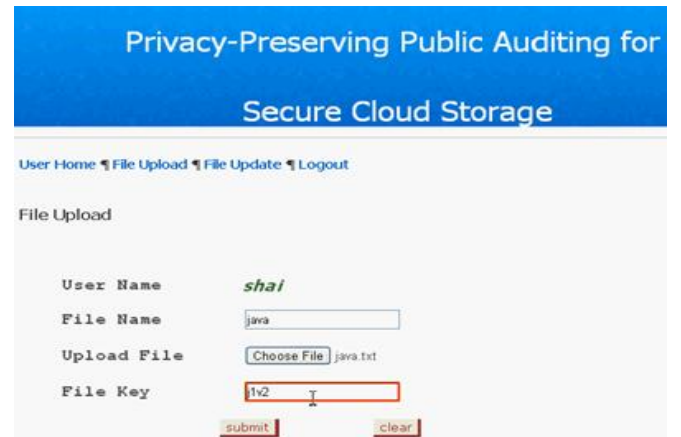 Privacy-Preserving Public Auditing for
Secure Cloud Storage
User Home ¶ File Upload ¶ File Update ¶ Logout
File Upload
User Name shai
File Name java
Upload File Choose File java.txt
File Key j1v2
submit clear